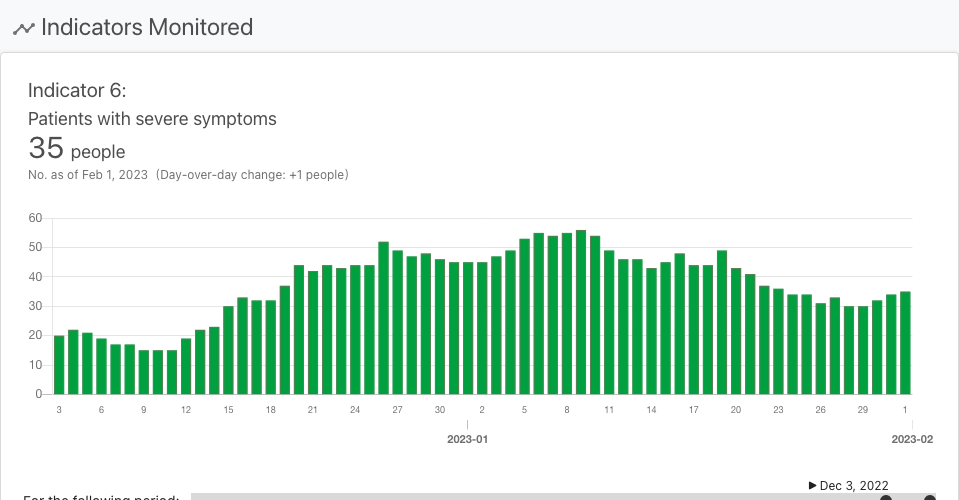 Indicators Monitored
Indicator 6:
Patients with severe symptoms
35 people
No. as of Feb 1, 2023 (Day-over-day change: +1 people)
60
50
40
30
20
10
0
3 6 9 12 15 18 21 24 27 30 2 5 8 11 14 17 20 23 26 29 1
2023-01 2023-02
▶ Dec 3, 2022
For the following period: